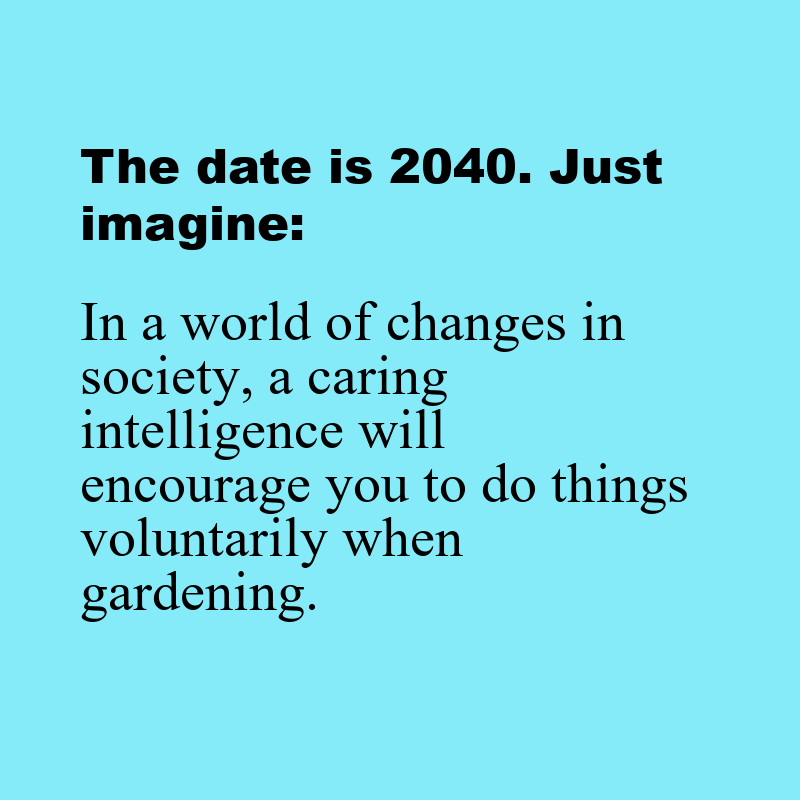 The date is 2040. Just
imagine:
In a world of changes in
society, a caring
intelligence will
encourage you to do things
voluntarily when
gardening.